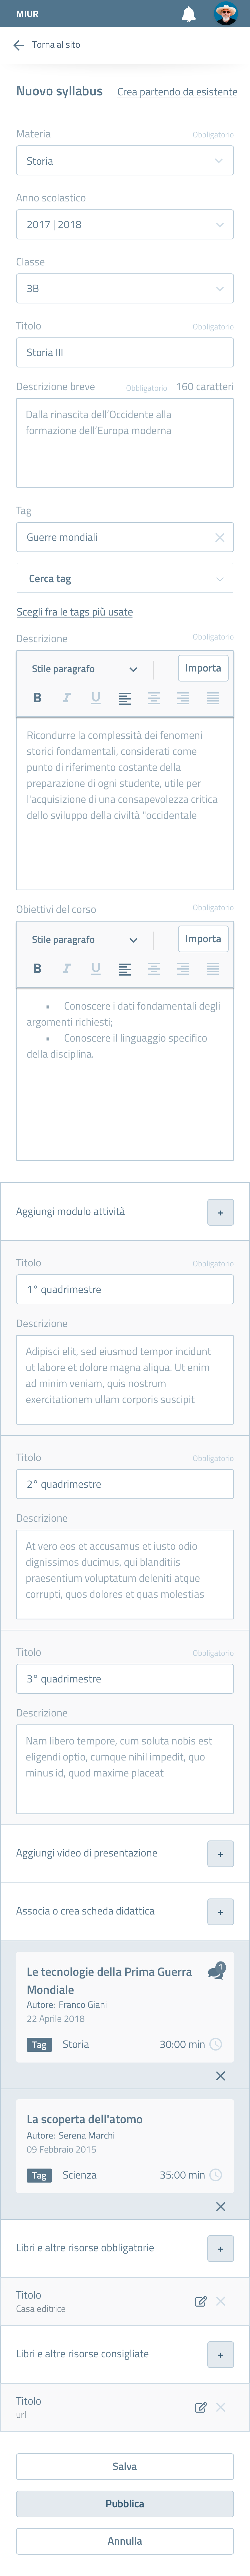 MIUR
Torna al sito
Nuovo syllabus Crea partendo da esistente
Materia Obbligatorio
Storia
Anno scolastico
2017 | 2018
Classe
3B
Titolo Obbligatorio
Storia III
Descrizione breve Obbligatorio 160 caratteri
Dalla rinascita dell'Occidente alla
formazione dell'Europa moderna
Tag
Guerre mondiali
Cerca tag
Scegli fra le tags più usate
Descrizione Obbligatorio
Stile paragrafo Importa
B I U
Ricondurre la complessità dei fenomeni
storici fondamentali, considerati come
punto di riferimento costante della
preparazione di ogni studente, utile per
l'acquisizione di una consapevolezza critica
dello sviluppo della civiltà "occidentale
Obiettivi del corso Obbligatorio
Stile paragrafo Importa
B I U
• Conoscere i dati fondamentali degli
argomenti richiesti;
• Conoscere il linguaggio specifico
della disciplina.
Aggiungi modulo attività +
Titolo Obbligatorio
1° quadrimestre
Descrizione
Adipisci elit, sed eiusmod tempor incidunt
ut labore et dolore magna aliqua. Ut enim
ad minim veniam, quis nostrum
exercitationem ullam corporis suscipit
Titolo Obbligatorio
2° quadrimestre
Descrizione
At vero eos et accusamus et iusto odio
dignissimos ducimus, qui blanditiis
praesentium voluptatum deleniti atque
corrupti, quos dolores et quas molestias
Titolo Obbligatorio
3° quadrimestre
Descrizione
Nam libero tempore, cum soluta nobis est
eligendi optio, cumque nihil impedit, quo
minus id, quod maxime placeat
Aggiungi video di presentazione +
Associa o crea scheda didattica +
Le tecnologie della Prima Guerra 1
Mondiale
Autore: Franco Giani
22 Aprile 2018
Tag Storia 30:00 min
La scoperta dell'atomo
Autore: Serena Marchi
09 Febbraio 2015
Tag Scienza 35:00 min
Libri e altre risorse obbligatorie +
Titolo
Casa editrice
Libri e altre risorse consigliate +
Titolo
url
Salva
Pubblica
Annulla